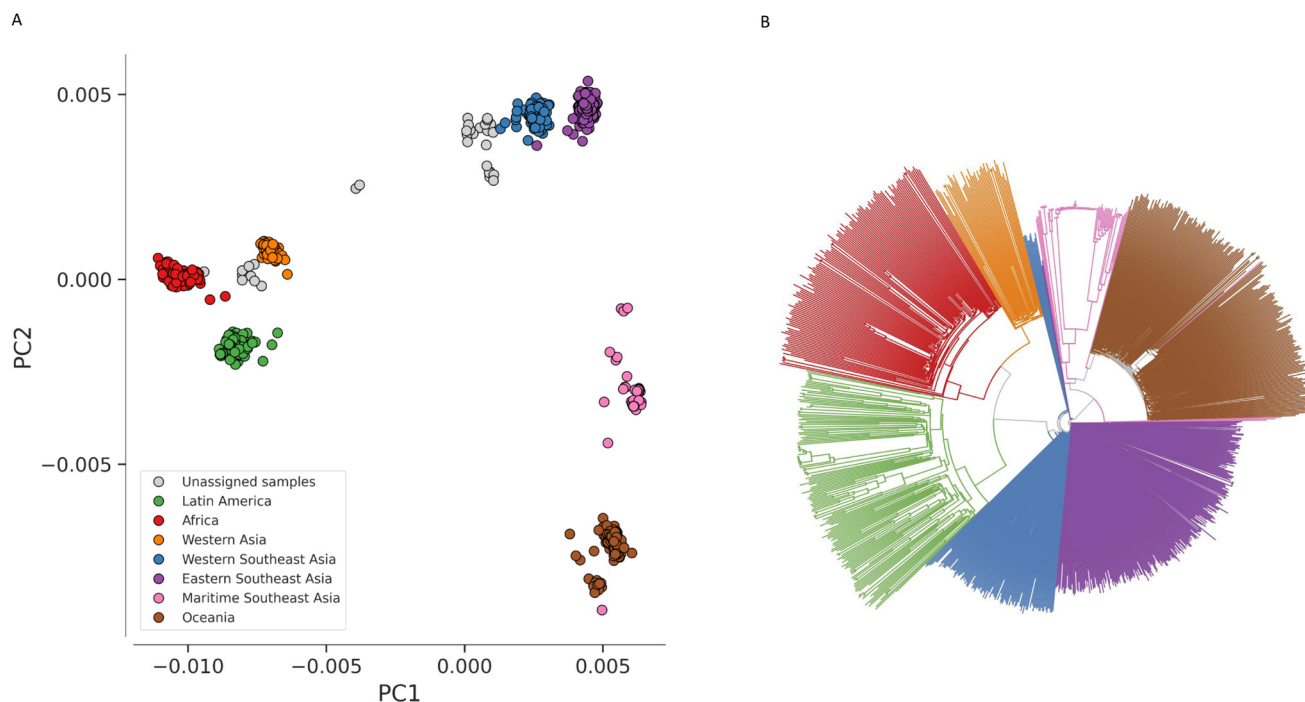 A
B
0.005
0.000
−0.005
PC2
Unassigned samples
Latin America
Africa
Western Asia
Western Southeast Asia
Eastern Southeast Asia
Maritime Southeast Asia
Oceania
−0.010 −0.005 0.000 0.005
PC1